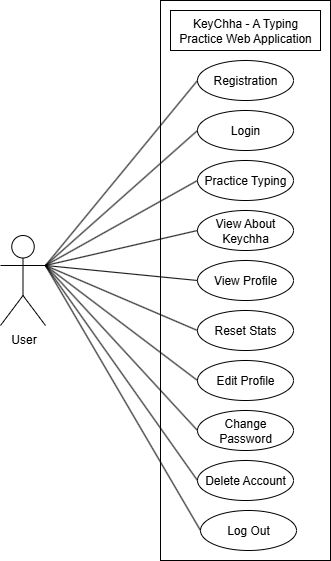 KeyChha - A Typing
Practice Web Application
Registration
Login
Practice Typing
View About
Keychha
View Profile
User
Reset Stats
Edit Profile
Change
Password
Delete Account
Log Out